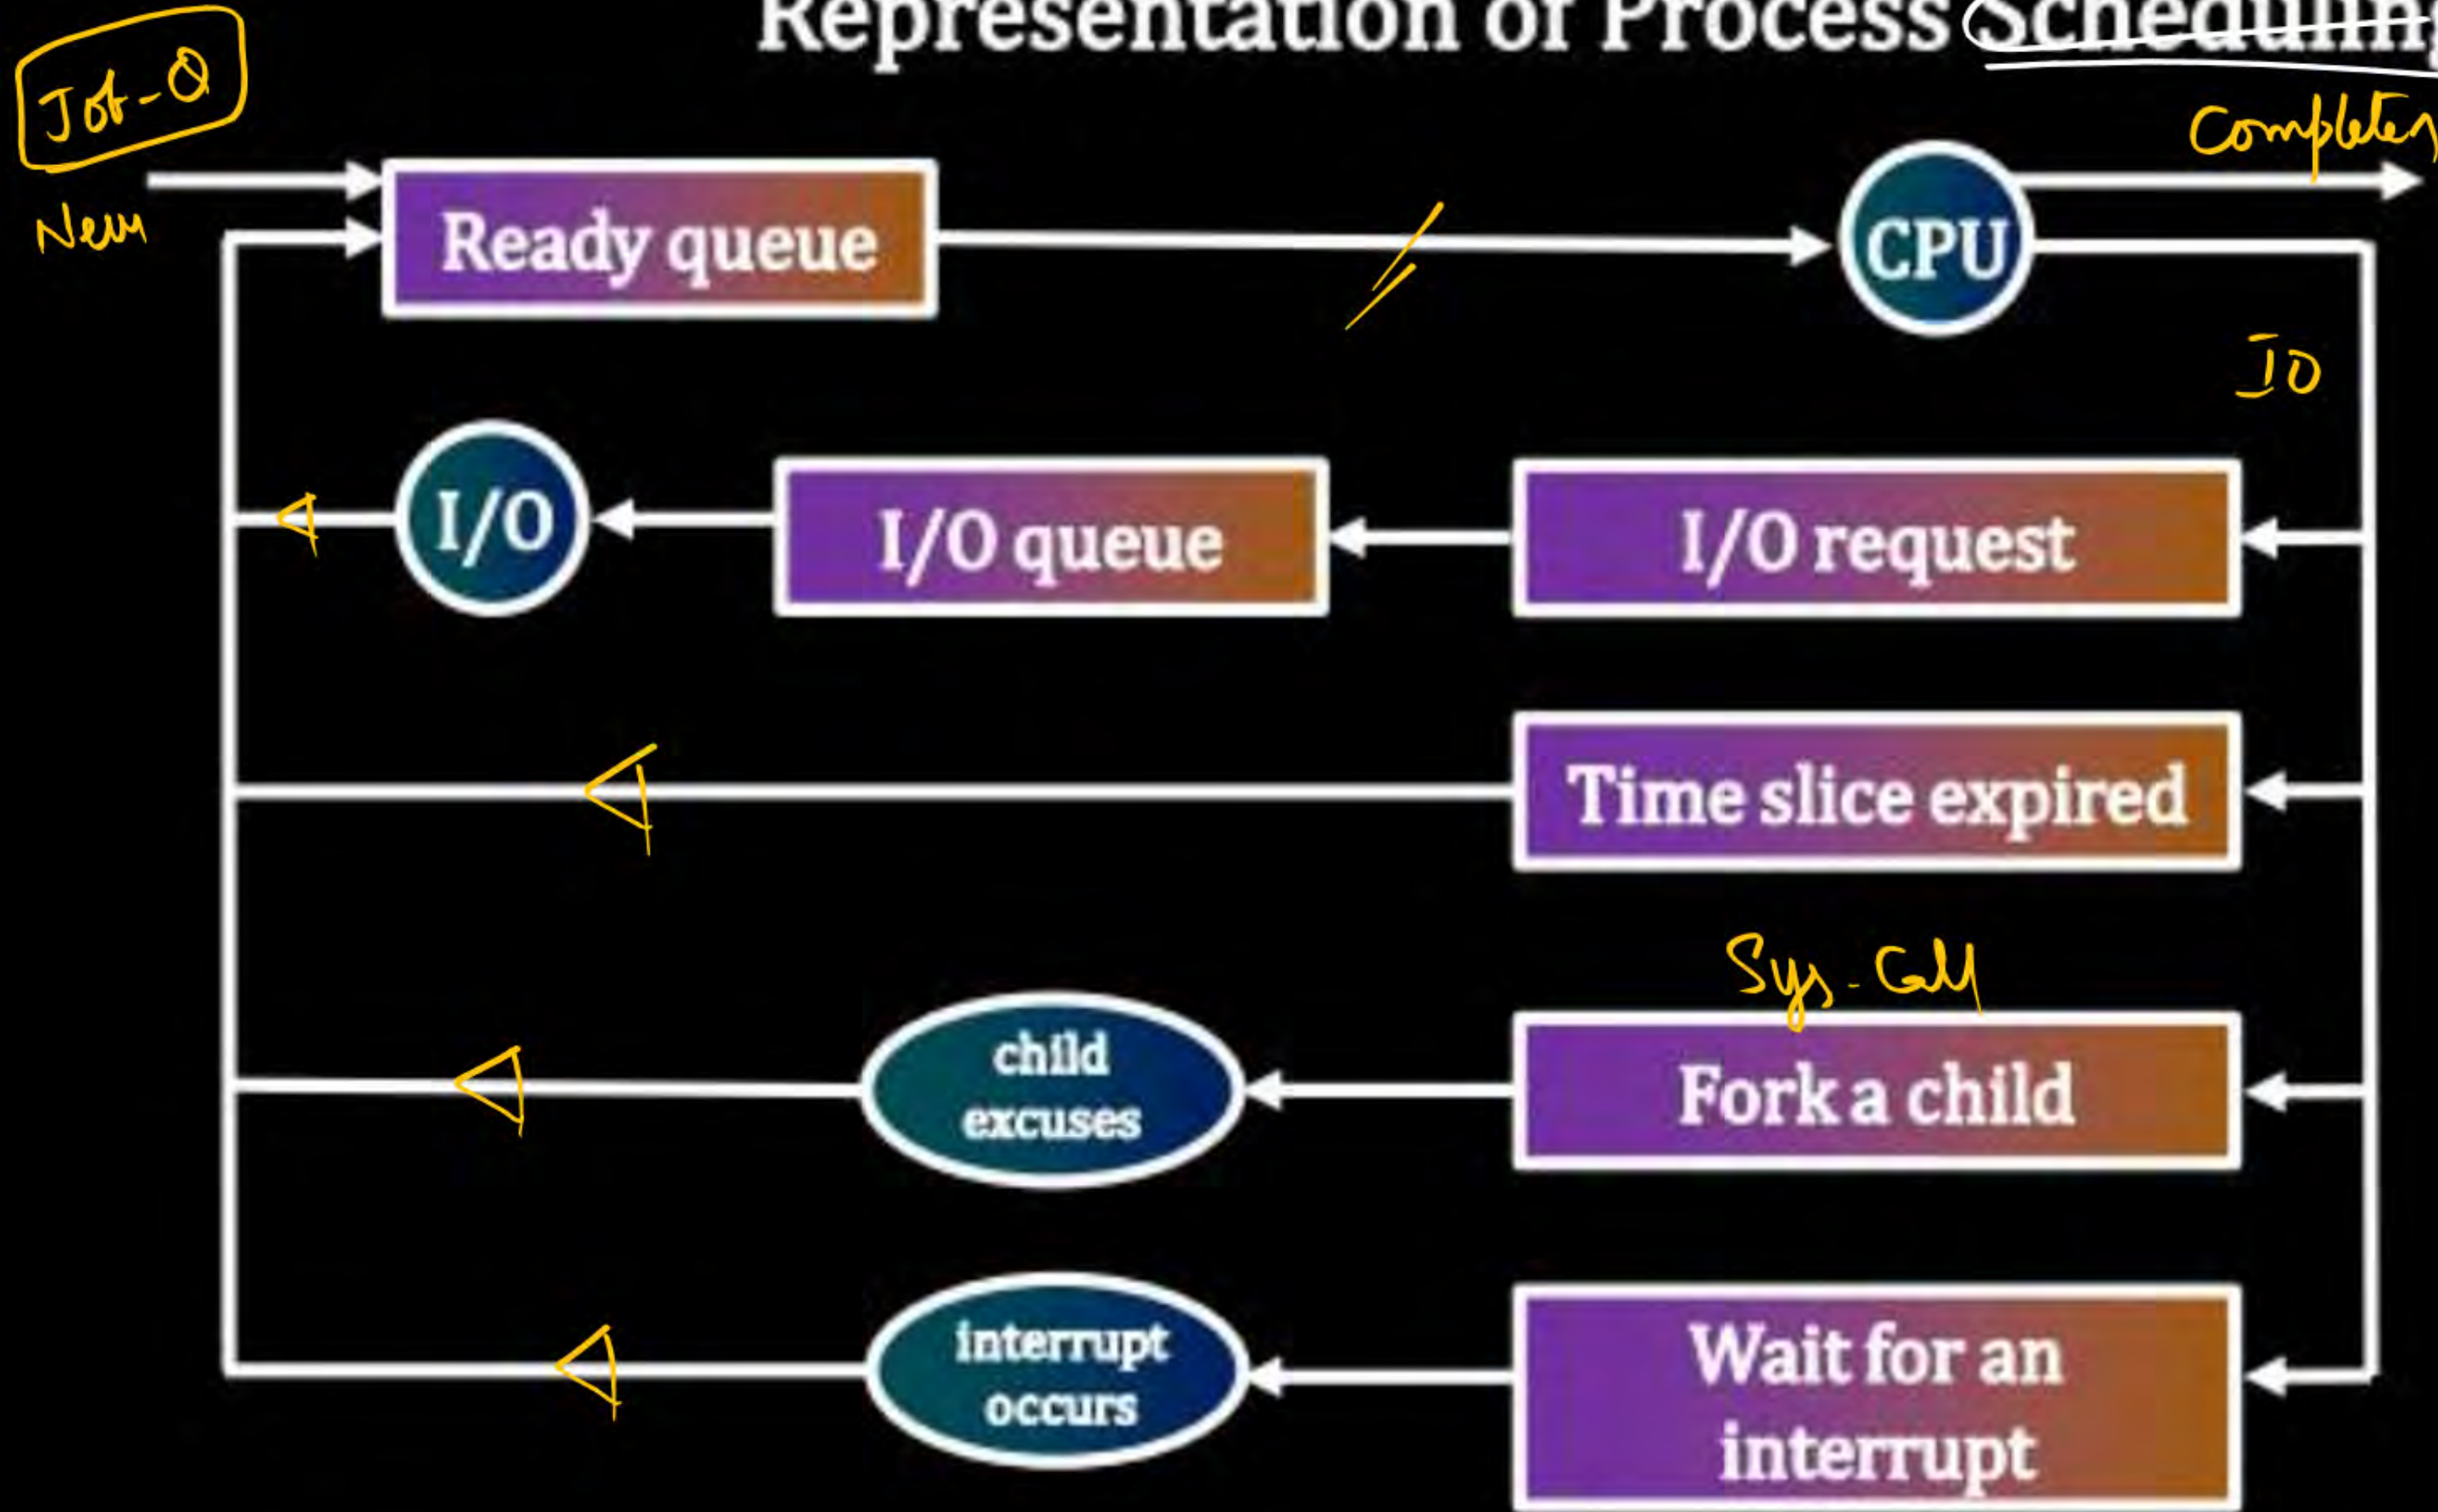 Representation of Process Scheduling
Job-Q
Completes
New
Ready queue
CPU
IO
I/O
I/O queue
I/O request
Time slice expired
Sys-Call
child
excuses
Fork a child
interrupt
occurs
Wait for an
interrupt